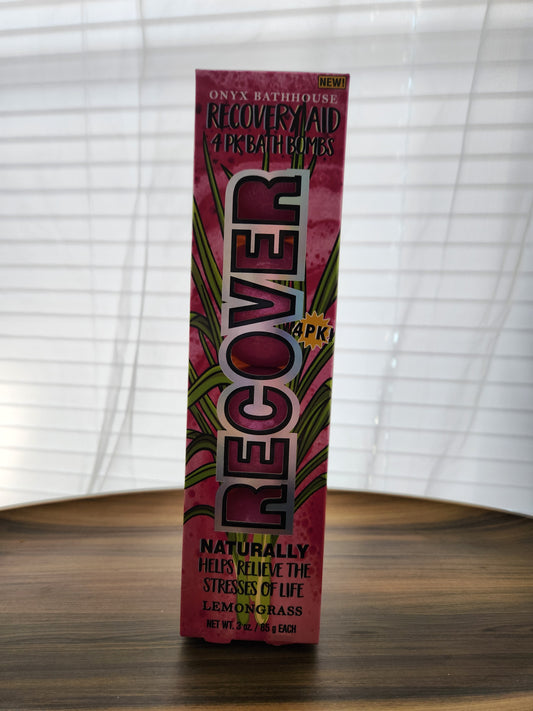 NEW!
ONYX BATHHOUSE
RECOVERY AID
4 PK BATH BOMBS
RECOVER
4PK!
NATURALLY
HELPS RELIEVE THE
STRESSES OF LIFE
LEMONGRASS
NET WT. 3 oz. / 85 g EACH